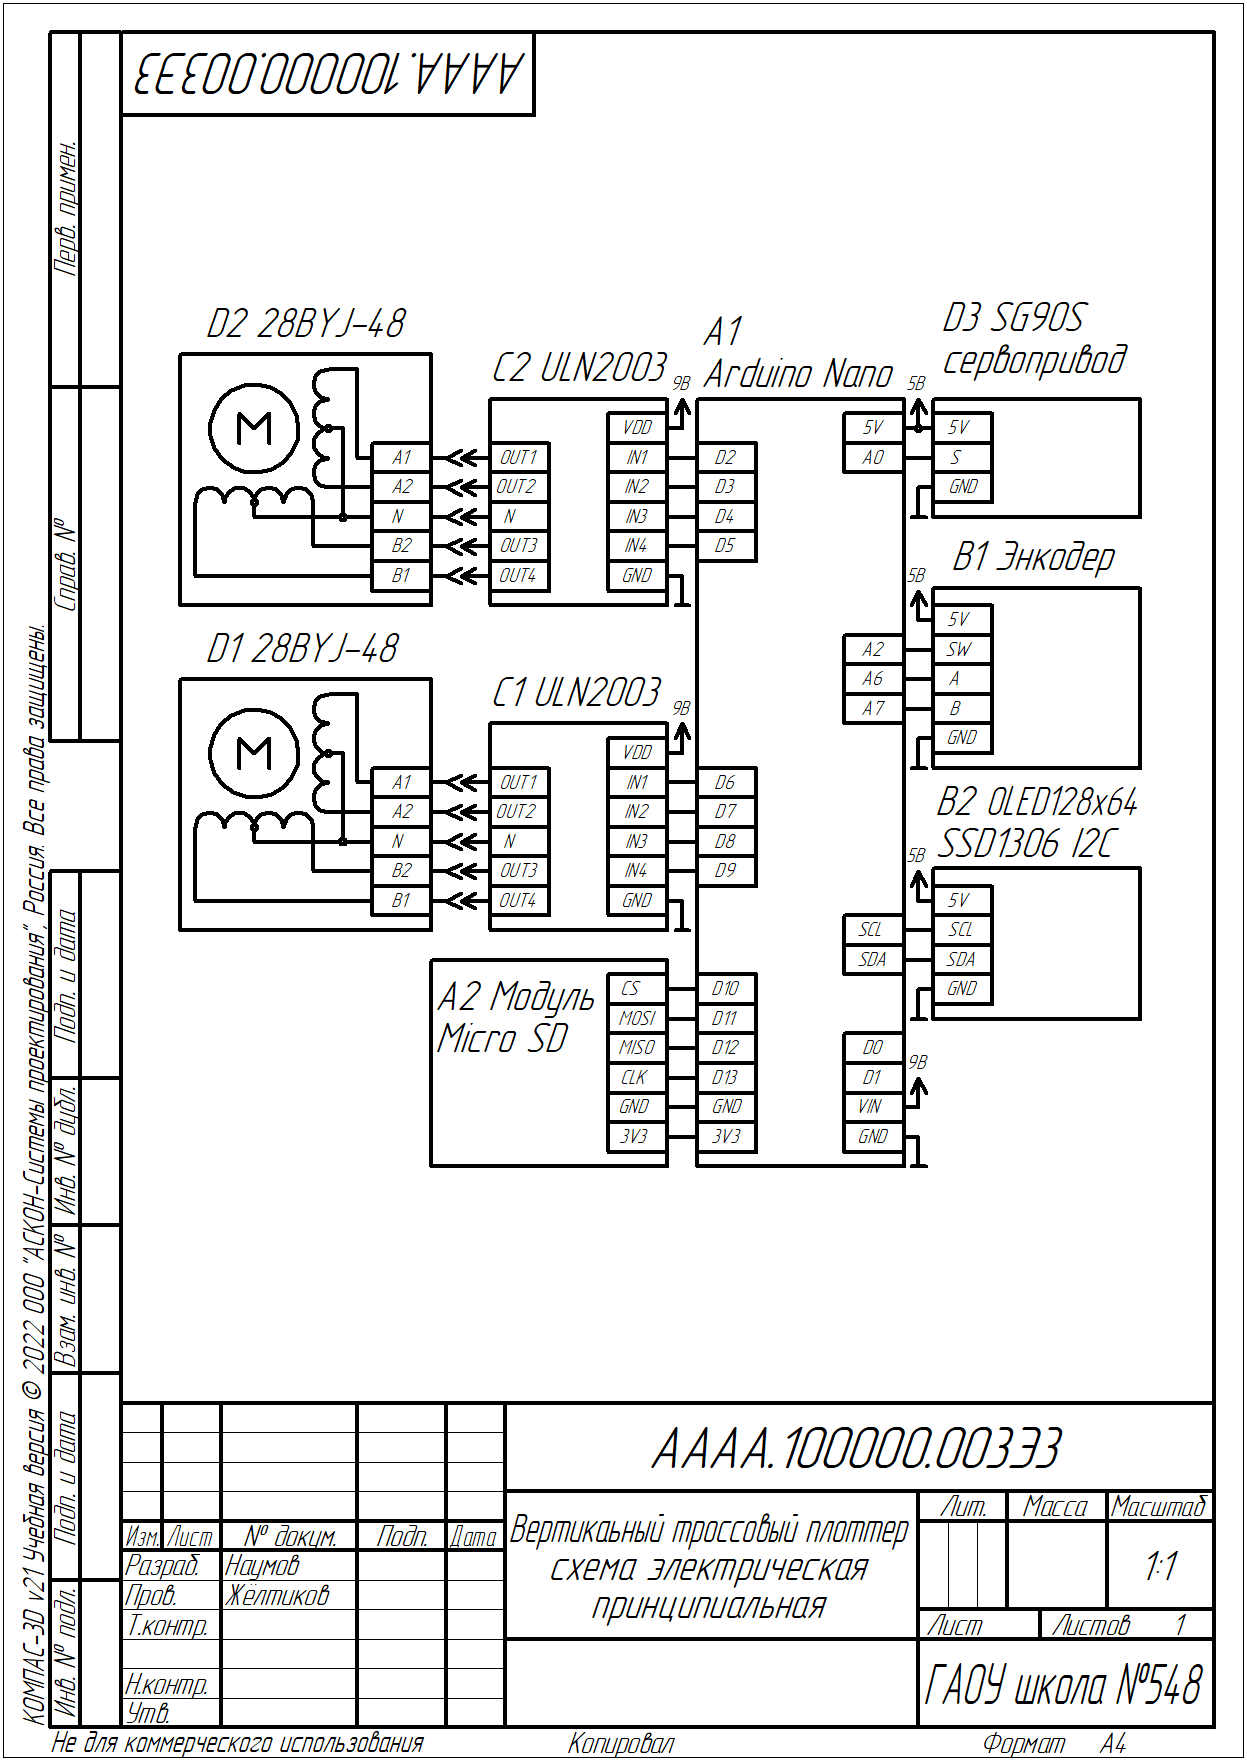 АААА.100000.003ЭЗ
Перв. примен.
Справ. №
Подп. и дата
Инв. № дубл.
Взам. инв. №
Подп. и дата
Инв. № подл.
КОМПАС-3D v21 Учебная версия © 2022 ООО "АСКОН-Системы проектирования", Россия. Все права защищены.
D2 28BYJ-48
M
A1
A2
N
B2
B1
C2 ULN2003
9В
OUT1
OUT2
N
OUT3
OUT4
VDD
IN1
IN2
IN3
IN4
GND
D1 28BYJ-48
M
A1
A2
N
B2
B1
C1 ULN2003
9В
OUT1
OUT2
N
OUT3
OUT4
VDD
IN1
IN2
IN3
IN4
GND
A2 Модуль
Micro SD
CS
MOSI
MISO
CLK
GND
3V3
A1
Arduino Nano
D2
D3
D4
D5
D6
D7
D8
D9
D10
D11
D12
D13
GND
3V3
5V
A0
A2
A6
A7
SCL
SDA
D0
D1
VIN
GND
9В
D3 SG90S
сервопривод
5В
5V
S
GND
B1 Энкодер
5В
5V
SW
A
B
GND
B2 OLED128x64
SSD1306 I2C
5В
5V
SCL
SDA
GND
АААА.100000.003ЭЗ
Изм. Лист № докум. Подп. Дата
Разраб. Наумов
Пров. Жёлтиков
Т.контр.
Н.контр.
Утв.
Вертикаьный троссовый плоттер
схема электрическая
принципиальная
Лит. Масса Масштаб
1:1
Лист Листов 1
ГАОУ школа №548
Не для коммерческого использования Копировал Формат А4